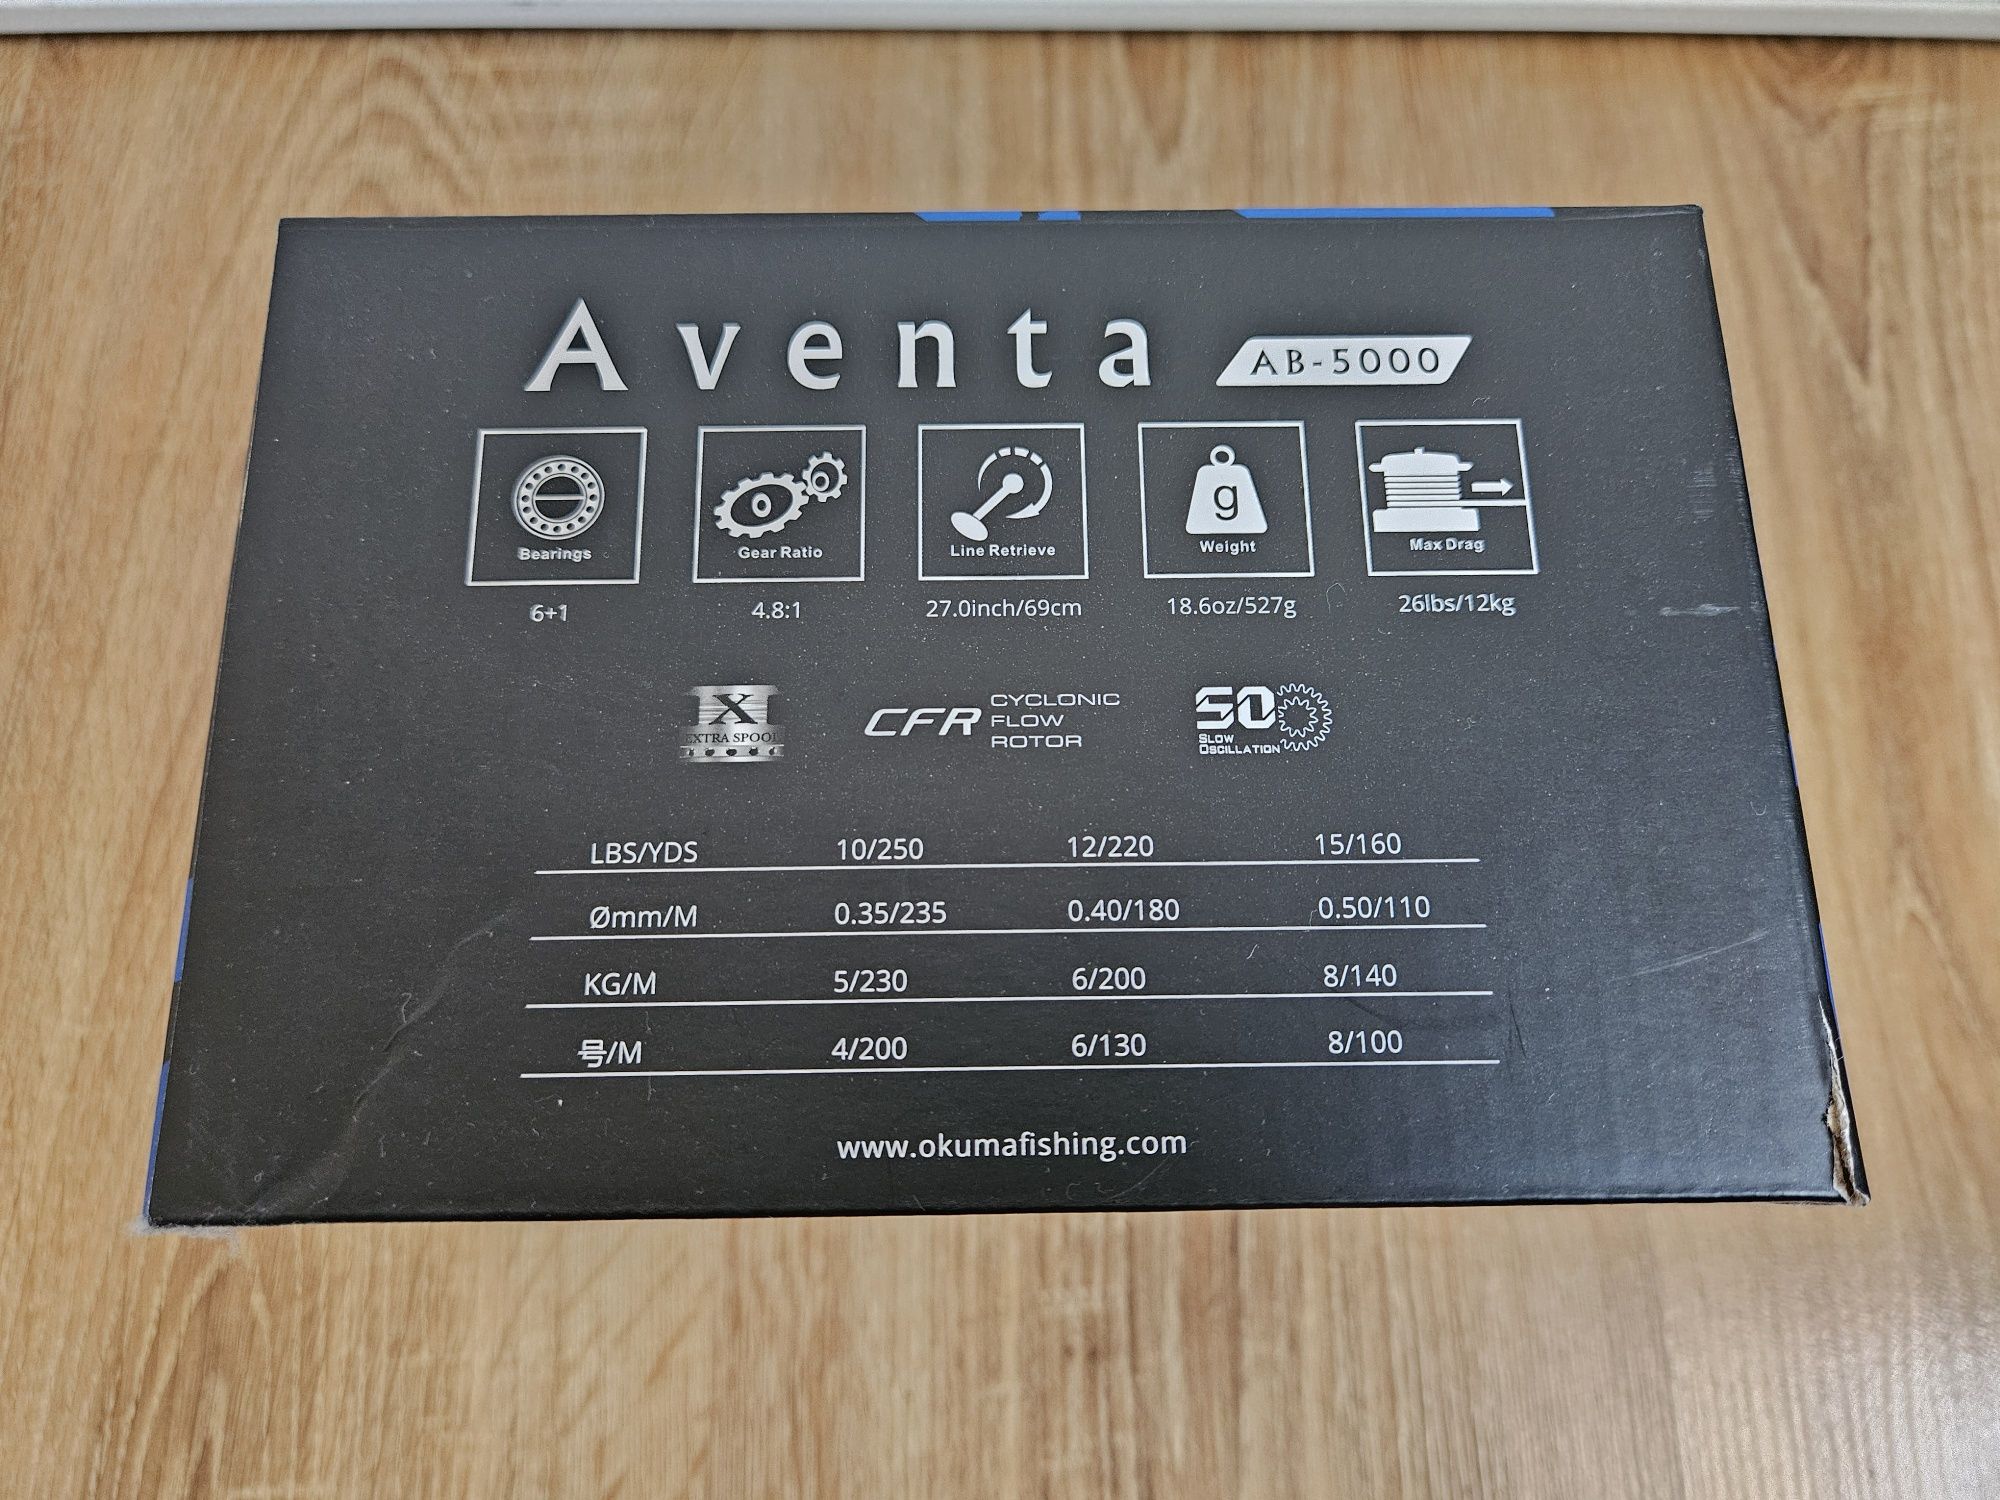 Aventa AB-5000
Bearings Gear Ratio Line Retrieve g Weight Max Drag
6+1 4.8:1 27.0inch/69cm 18.6oz/527g 26lbs/12kg
X
EXTRA SPOOL
CFR CYCLONIC
FLOW
ROTOR
SO
SLOW
OSCILLATION
LBS/YDS 10/250 12/220 15/160
Ømm/M 0.35/235 0.40/180 0.50/110
KG/M 5/230 6/200 8/140
号/M 4/200 6/130 8/100
www.okumafishing.com